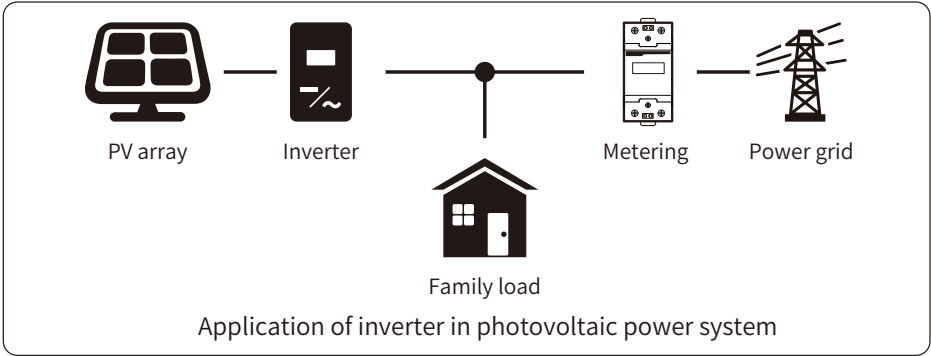 PV array
Inverter
Metering
Power grid
Family load
Application of inverter in photovoltaic power system